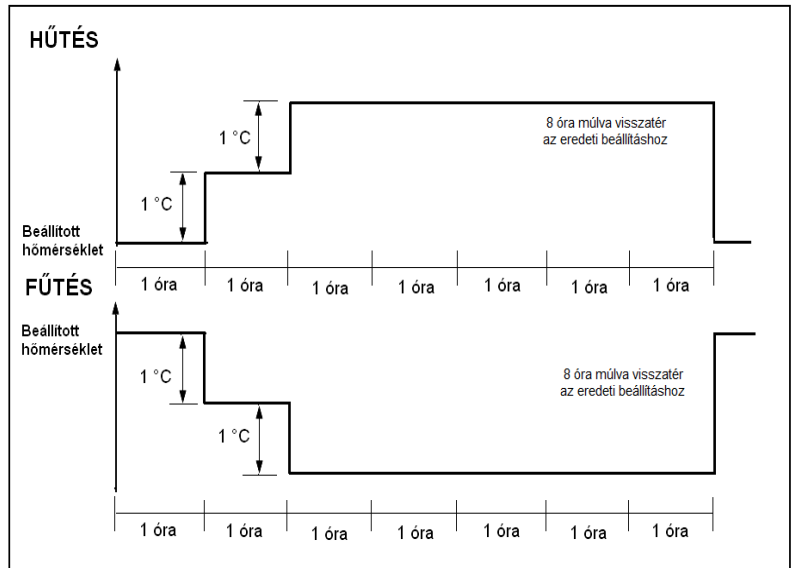 HŰTÉS
1 °C
8 óra múlva visszatér
az eredeti beállításhoz
1 °C
Beállított
hőmérséklet
1 óra
1 óra
1 óra
1 óra
1 óra
1 óra
1 óra
FŰTÉS
Beállított
hőmérséklet
1 °C
8 óra múlva visszatér
az eredeti beállításhoz
1 °C
1 óra
1 óra
1 óra
1 óra
1 óra
1 óra
1 óra